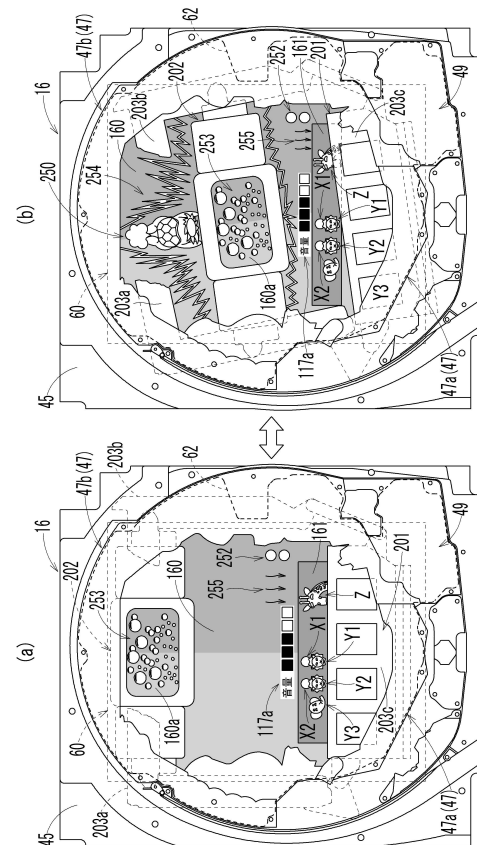 (a)
16
202
47b (47)
203b
62
60
253
160
252
255
161
201
49
45
203a
160a
117a
音量
X2
X1
Y3
Y2
Y1
Z
203c
47a (47)
(b)
16
250
254
160
203b
47b (47)
202
62
60
253
252
161
201
255
203c
49
45
203a
160a
117a
音量
X2
X1
Y3
Y2
Y1
Z
47a (47)